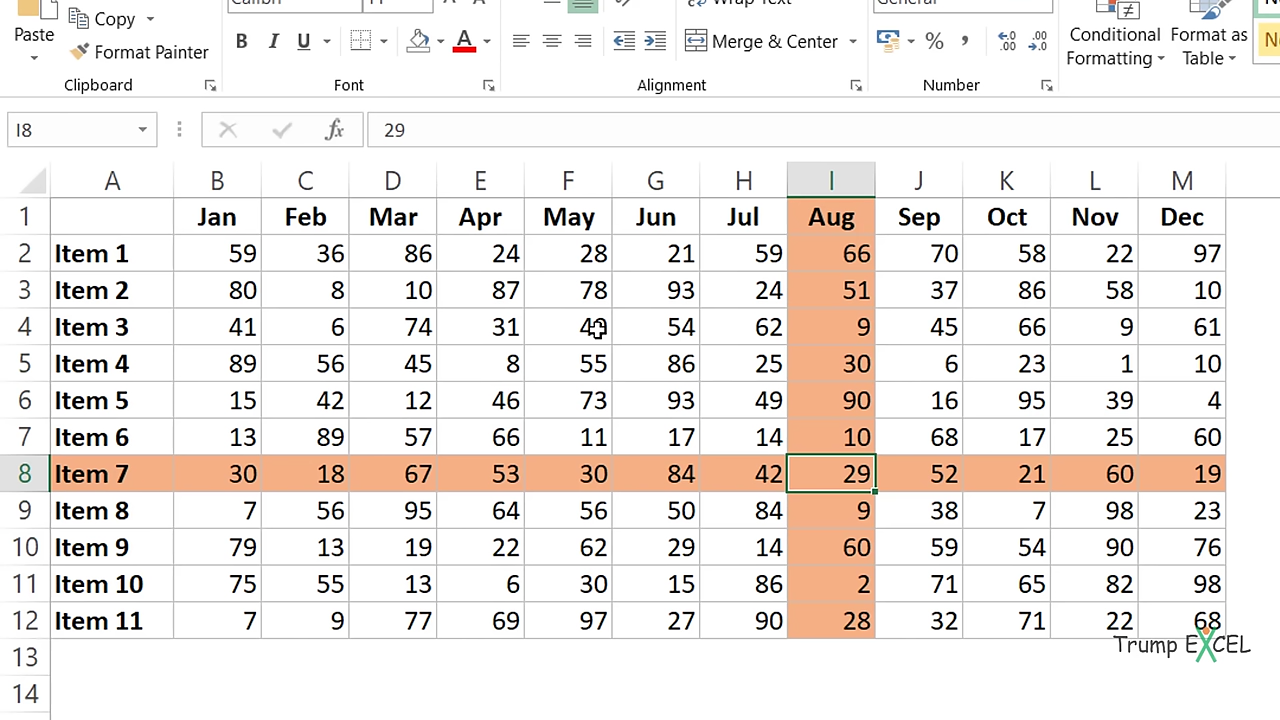 Copy
Paste
Format Painter
Clipboard
B I U A
Font
Merge & Center
Alignment
% ,
Number
Conditional Formatting
Format as Table
I8 fx 29
A B C D E F G H I J K L M
1 Jan Feb Mar Apr May Jun Jul Aug Sep Oct Nov Dec
2 Item 1 59 36 86 24 28 21 59 66 70 58 22 97
3 Item 2 80 8 10 87 78 93 24 51 37 86 58 10
4 Item 3 41 6 74 31 54 62 9 45 66 9 61
5 Item 4 89 56 45 8 55 86 25 30 6 23 1 10
6 Item 5 15 42 12 46 73 93 49 90 16 95 39 4
7 Item 6 13 89 57 66 11 17 14 10 68 17 25 60
8 Item 7 30 18 67 53 30 84 42 29 52 21 60 19
9 Item 8 7 56 95 64 56 50 84 9 38 7 98 23
10 Item 9 79 13 19 22 62 29 14 60 59 54 90 76
11 Item 10 75 55 13 6 30 15 86 2 71 65 82 98
12 Item 11 7 9 77 69 97 27 90 28 32 71 22 68
Trump EXCEL
13
14